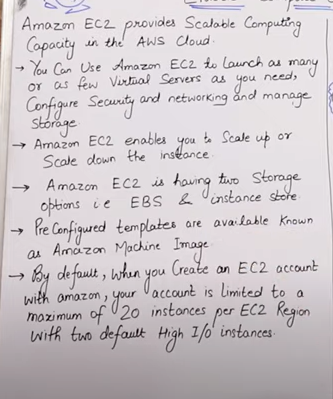 Amazon EC2 provides Scalable Computing
Capacity in the AWS Cloud.
→ You Can Use Amazon EC2 to Launch as many
or as few Virtual Servers as you need,
Configure Security and networking and manage
Storage.
→ Amazon EC2 enables you to Scale up or
Scale down the instance.
→ Amazon EC2 is having two Storage
options i.e EBS & instance store.
→ Pre Configured templates are available Known
as Amazon Machine Image.
→ By default, when you Create an EC2 account
with amazon, your account is limited to a
maximum of 20 instances per EC2 Region
with two default High I/o instances.